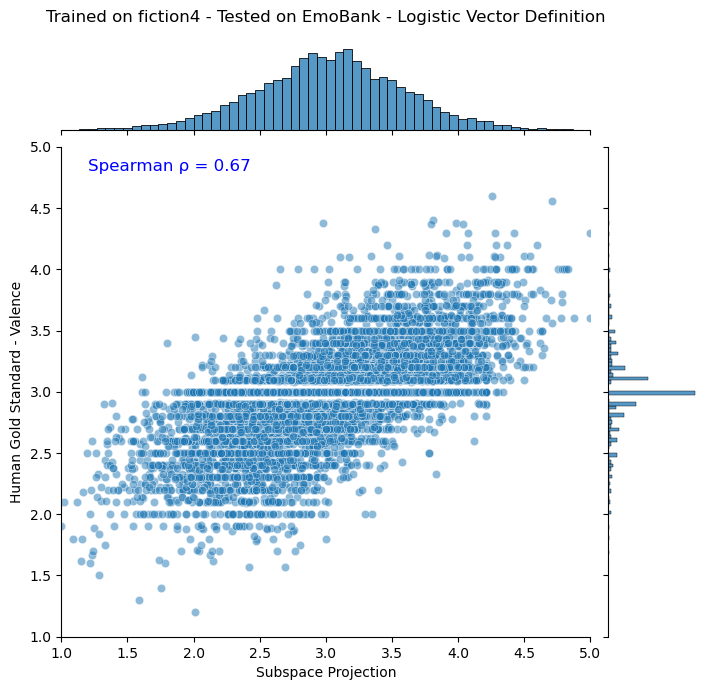 Trained on fiction4 - Tested on EmoBank - Logistic Vector Definition
Spearman ρ = 0.67
5.0
4.5
4.0
3.5
3.0
2.5
2.0
1.5
1.0
Human Gold Standard - Valence
1.0 1.5 2.0 2.5 3.0 3.5 4.0 4.5 5.0
Subspace Projection